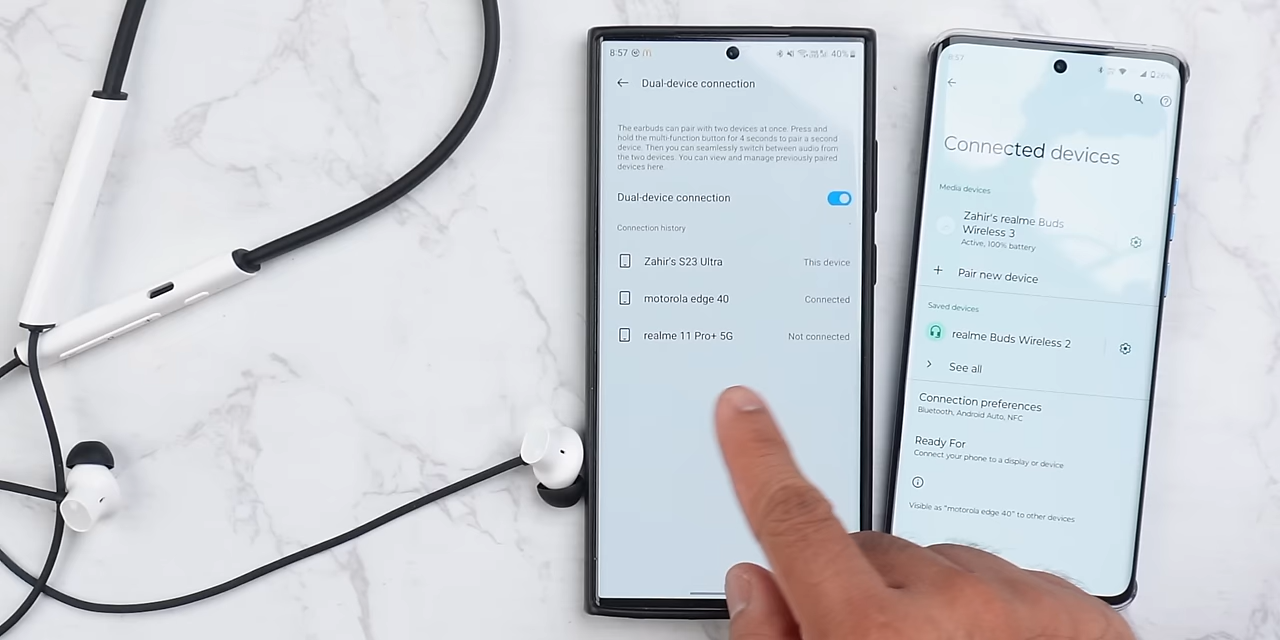 8:57
40%
Dual-device connection
The earbuds can pair with two devices at once. Press and
hold the multi-function button for 4 seconds to pair a second
device. Then you can seamlessly switch between audio from
the two devices. You can view and manage previously paired
devices here.
Dual-device connection
Connection history
Zahir's S23 Ultra This device
motorola edge 40 Connected
realme 11 Pro+ 5G Not connected
8:57
Connected devices
Media devices
Zahir's realme Buds
Wireless 3
Active, 100% battery
+ Pair new device
Saved devices
realme Buds Wireless 2
See all
Connection preferences
Bluetooth, Android Auto, NFC
Ready For
Connect your phone to a display or device
Visible as "motorola edge 40" to other devices